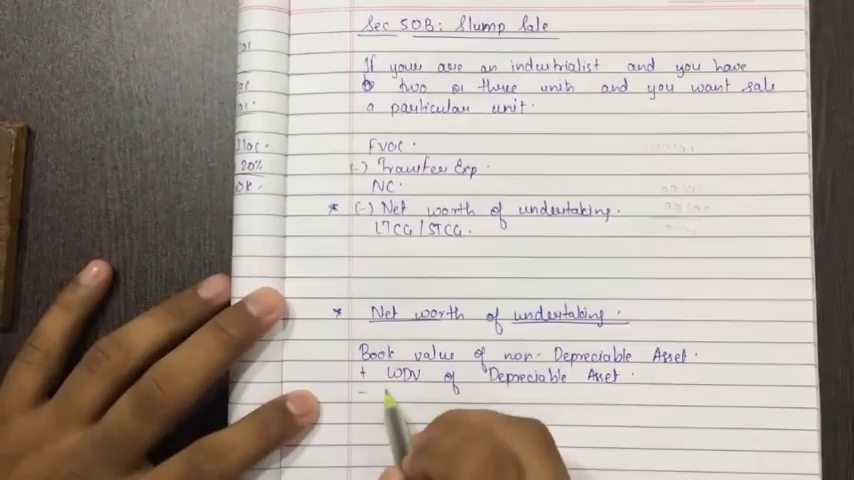 Sec 50B: Slump Sale
If youu are an industrialist and you have
two or three units and you want sale
a particular unit.
FVOC.
(-) Transfer Exp.
NC.
* (-) Net worth of undertaking.
LTCG/STCG.
20%
* Net worth of undertaking.
Book value of non-Depreciable Asset.
+ WDV of Depreciable Asset.
-